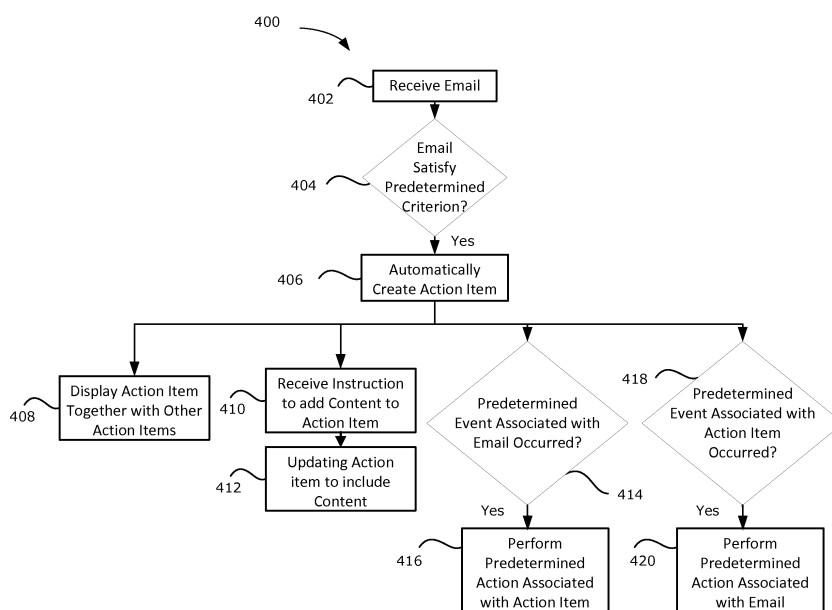 400
Receive Email
402
Email
Satisfy
Predetermined
Criterion?
404
Yes
Automatically
Create Action Item
406
Display Action Item
Together with Other
Action Items
408
Receive Instruction
to add Content to
Action Item
410
Updating Action
item to include
Content
412
Predetermined
Event Associated with
Email Occurred?
414
Yes
Perform
Predetermined
Action Associated
with Action Item
416
418
Predetermined
Event Associated with
Action Item
Occurred?
Yes
Perform
Predetermined
Action Associated
with Email
420